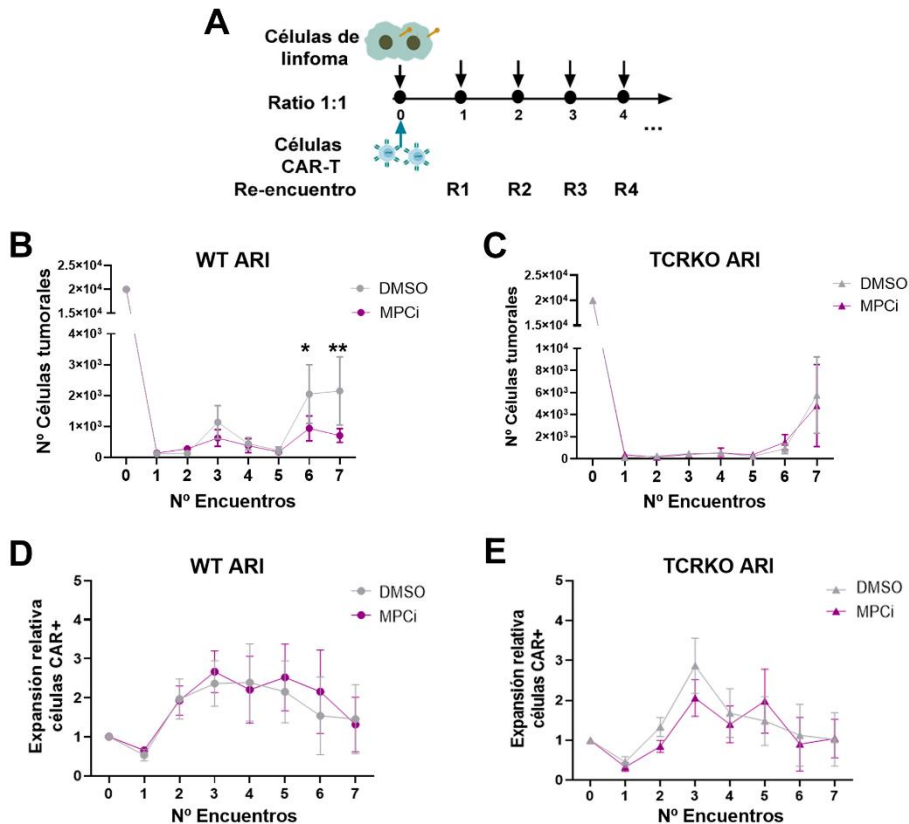 A
Células de
linfoma
Ratio 1:1
0 1 2 3 4
...
Células
CAR-T
Re-encuentro R1 R2 R3 R4
B
WT ARI
Nº Células tumorales
2.5×10⁴
2×10⁴
1.5×10⁴
4×10³
3×10³
2×10³
1×10³
0
* **
DMSO
MPCi
0 1 2 3 4 5 6 7
Nº Encuentros
C
TCRKO ARI
Nº Células tumorales
2.5×10⁴
2×10⁴
1.5×10⁴
1×10⁴
8×10³
6×10³
4×10³
2×10³
0
DMSO
MPCi
0 1 2 3 4 5 6 7
Nº Encuentros
D
WT ARI
Expansión relativa
células CAR+
5
4
3
2
1
0
DMSO
MPCi
0 1 2 3 4 5 6 7
Nº Encuentros
E
TCRKO ARI
Expansión relativa
células CAR+
5
4
3
2
1
0
DMSO
MPCi
0 1 2 3 4 5 6 7
Nº Encuentros